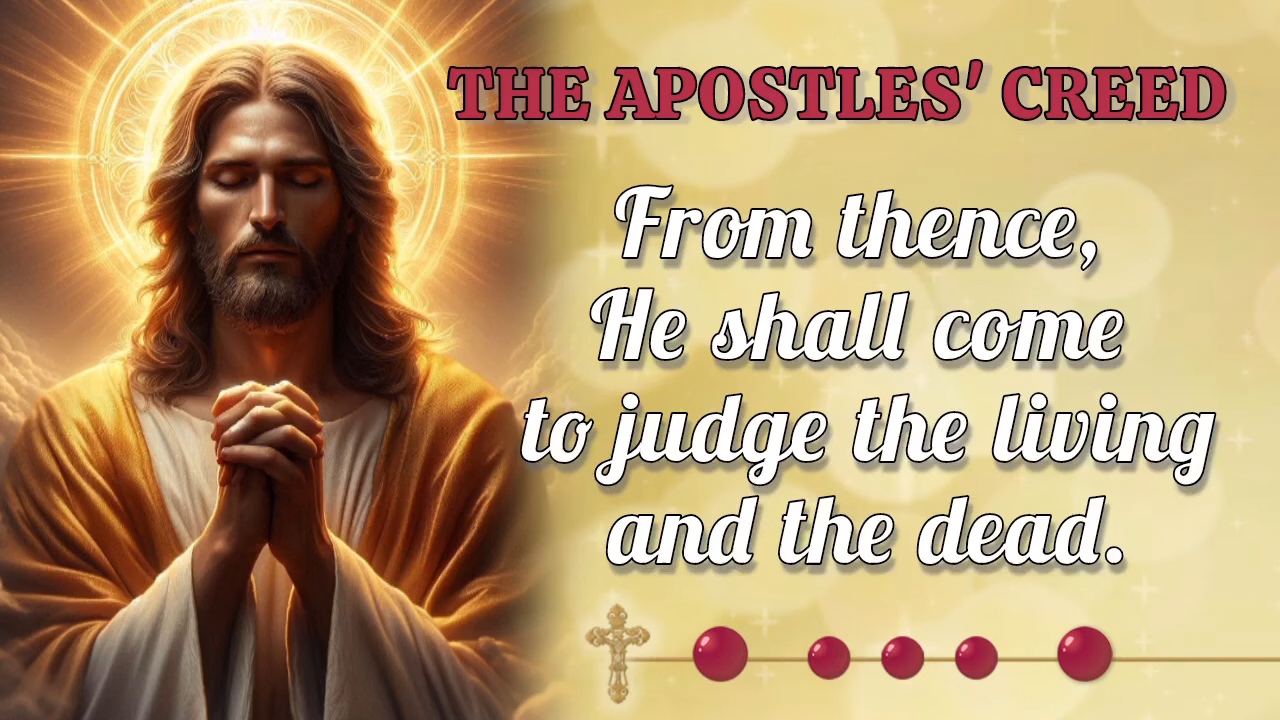 THE APOSTLES' CREED
From thence,
He shall come
to judge the living
and the dead.